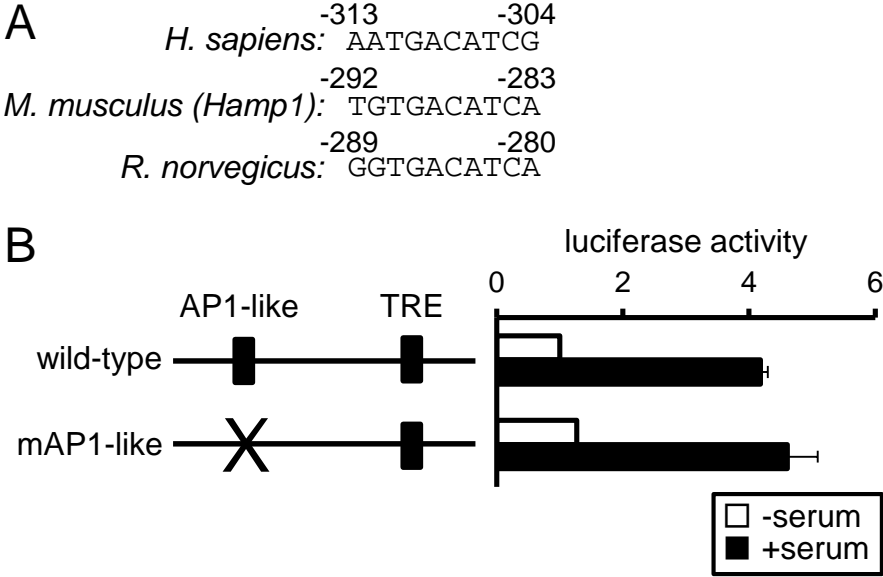 A
-313 -304
H. sapiens: AATGACATCG
-292 -283
M. musculus (Hamp1): TGTGACATCA
-289 -280
R. norvegicus: GGTGACATCA
B
luciferase activity
0 2 4 6
AP1-like TRE
wild-type
mAP1-like
-serum
+serum